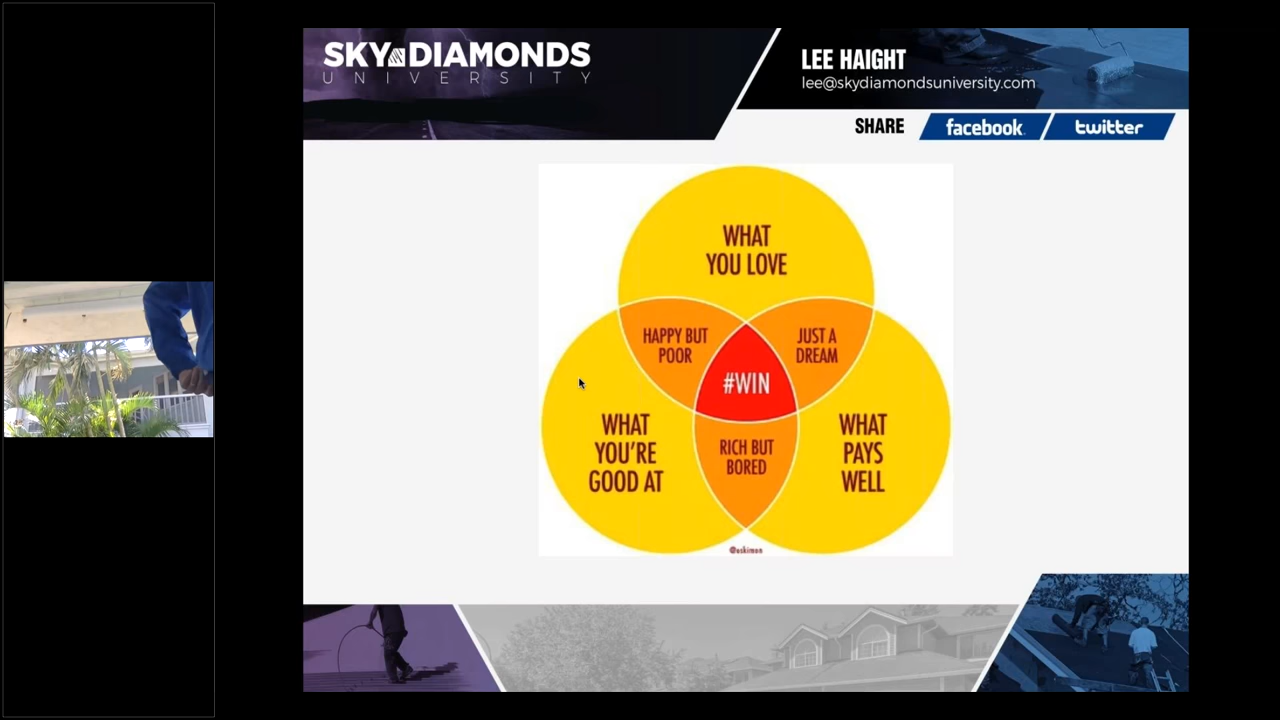 SKY DIAMONDS
UNIVERSITY
LEE HAIGHT
lee@skydiamondsuniversity.com
SHARE
facebook
twitter
WHAT
YOU LOVE
HAPPY BUT
POOR
JUST A
DREAM
#WIN
WHAT
YOU'RE
GOOD AT
RICH BUT
BORED
WHAT
PAYS
WELL